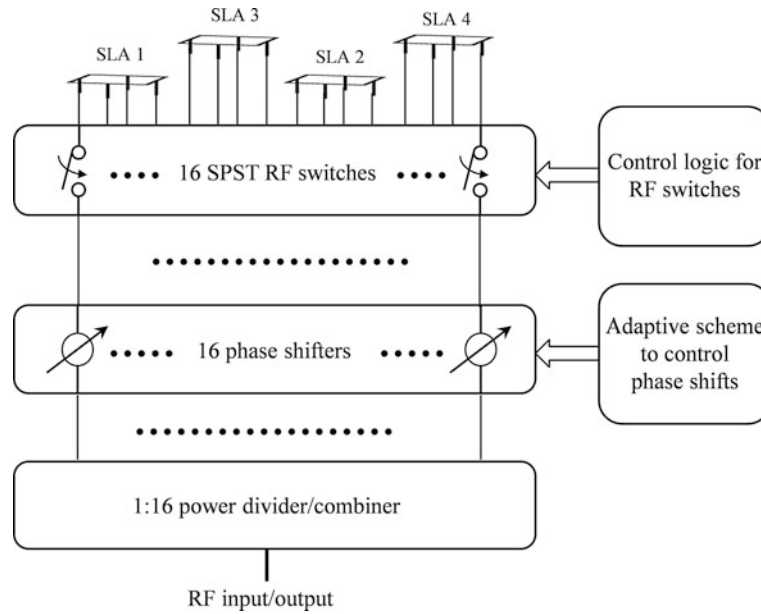 SLA 3
SLA 4
SLA 1
SLA 2
16 SPST RF switches
Control logic for
RF switches
16 phase shifters
Adaptive scheme
to control
phase shifts
1:16 power divider/combiner
RF input/output